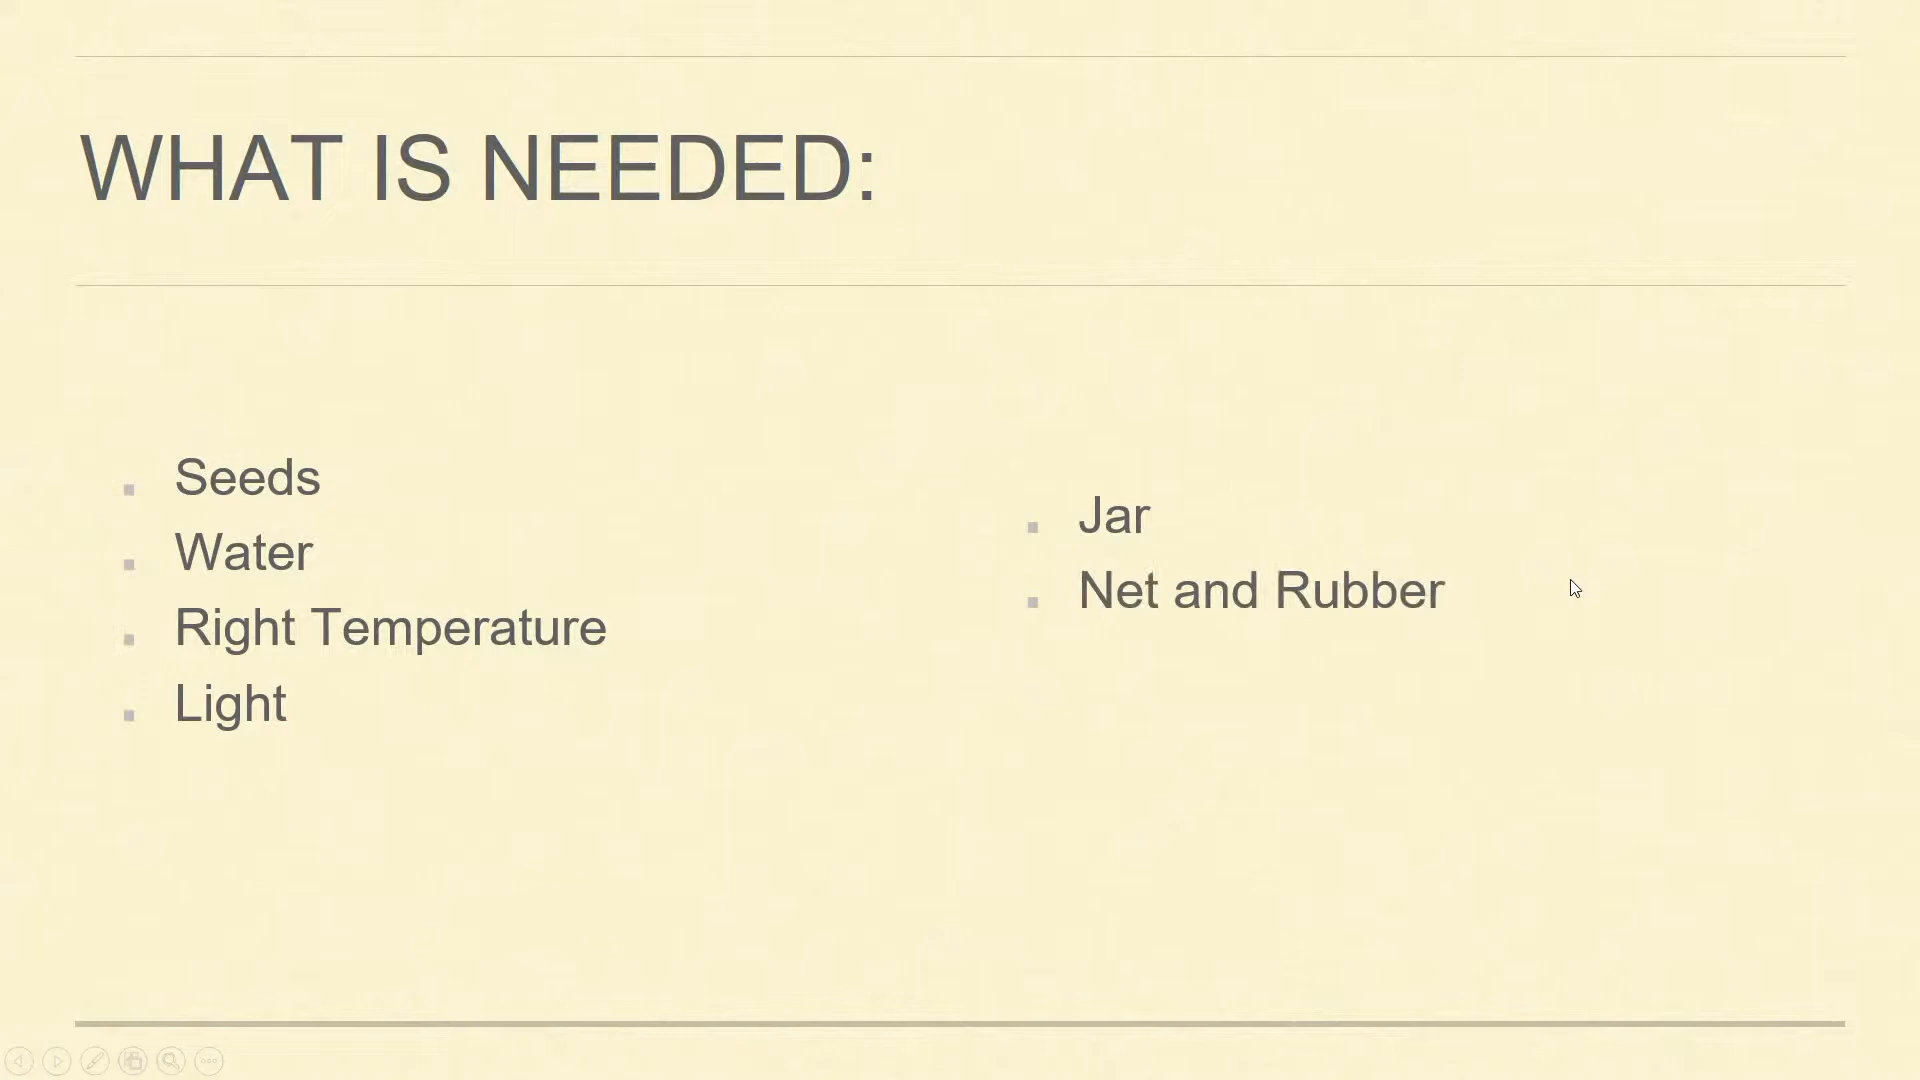 WHAT IS NEEDED:
Seeds
Water
Right Temperature
Light
Jar
Net and Rubber